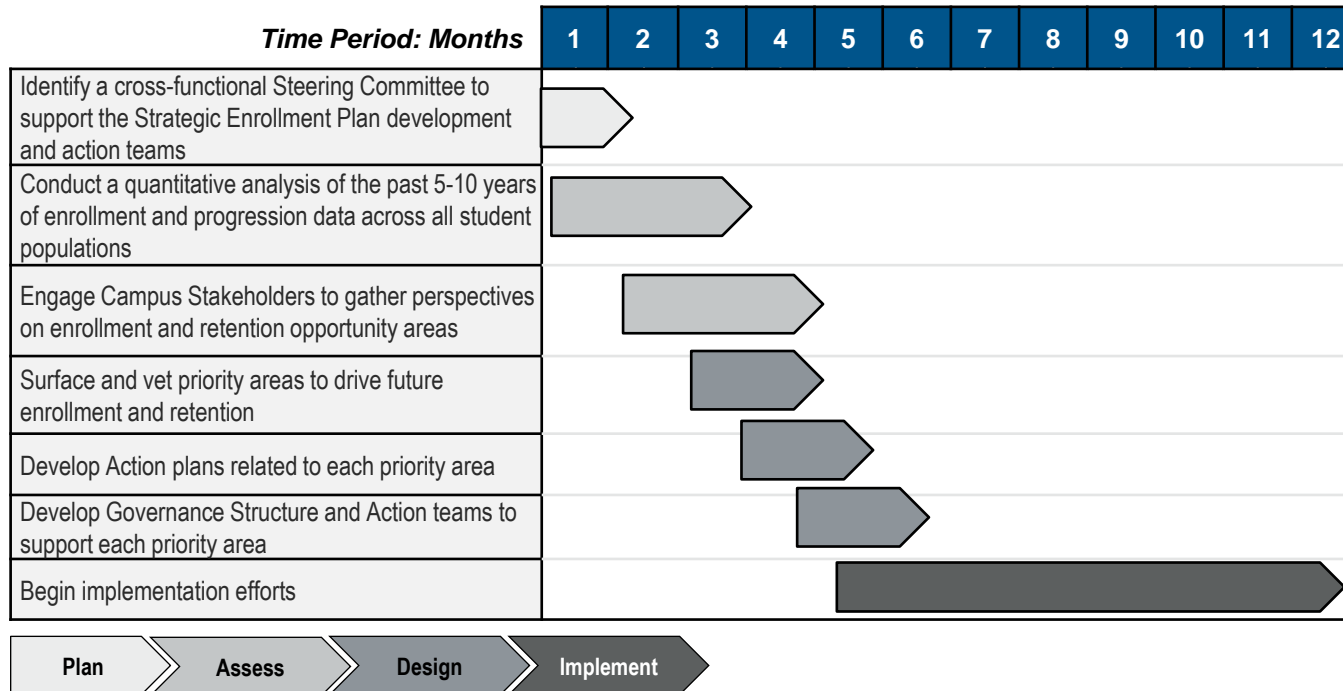 Time Period: Months 1 2 3 4 5 6 7 8 9 10 11 12
Identify a cross-functional Steering Committee to
support the Strategic Enrollment Plan development
and action teams
Conduct a quantitative analysis of the past 5-10 years
of enrollment and progression data across all student
populations
Engage Campus Stakeholders to gather perspectives
on enrollment and retention opportunity areas
Surface and vet priority areas to drive future
enrollment and retention
Develop Action plans related to each priority area
Develop Governance Structure and Action teams to
support each priority area
Begin implementation efforts
Plan Assess Design Implement